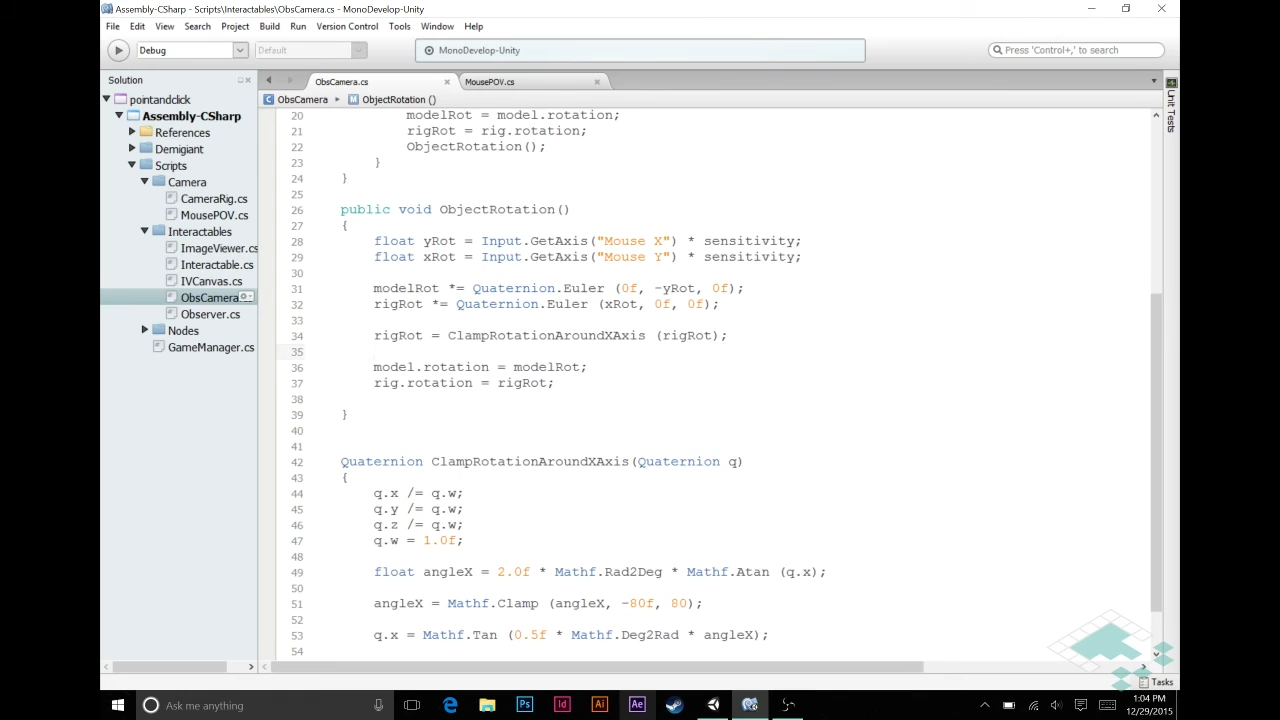 Assembly-CSharp - Scripts\Interactables\ObsCamera.cs - MonoDevelop-Unity
File Edit View Search Project Build Run Version Control Tools Window Help
Debug Default MonoDevelop-Unity Press 'Control+,' to search
Solution
ObsCamera.cs MousePOV.cs
ObsCamera ObjectRotation ()
pointandclick
Assembly-CSharp
References
Demigiant
Scripts
Camera
CameraRig.cs
MousePOV.cs
Interactables
ImageViewer.cs
Interactable.cs
IVCanvas.cs
ObsCamera
Observer.cs
Nodes
GameManager.cs
20 modelRot = model.rotation;
21 rigRot = rig.rotation;
22 ObjectRotation();
23 }
24 }
25
26 public void ObjectRotation()
27 {
28 float yRot = Input.GetAxis("Mouse X") * sensitivity;
29 float xRot = Input.GetAxis("Mouse Y") * sensitivity;
30
31 modelRot *= Quaternion.Euler (0f, -yRot, 0f);
32 rigRot *= Quaternion.Euler (xRot, 0f, 0f);
33
34 rigRot = ClampRotationAroundXAxis (rigRot);
35
36 model.rotation = modelRot;
37 rig.rotation = rigRot;
38
39 }
40
41
42 Quaternion ClampRotationAroundXAxis(Quaternion q)
43 {
44 q.x /= q.w;
45 q.y /= q.w;
46 q.z /= q.w;
47 q.w = 1.0f;
48
49 float angleX = 2.0f * Mathf.Rad2Deg * Mathf.Atan (q.x);
50
51 angleX = Mathf.Clamp (angleX, -80f, 80);
52
53 q.x = Mathf.Tan (0.5f * Mathf.Deg2Rad * angleX);
54
Unit Tests
Tasks
Ask me anything
Ps Id Ai Ae
1:04 PM
12/29/2015